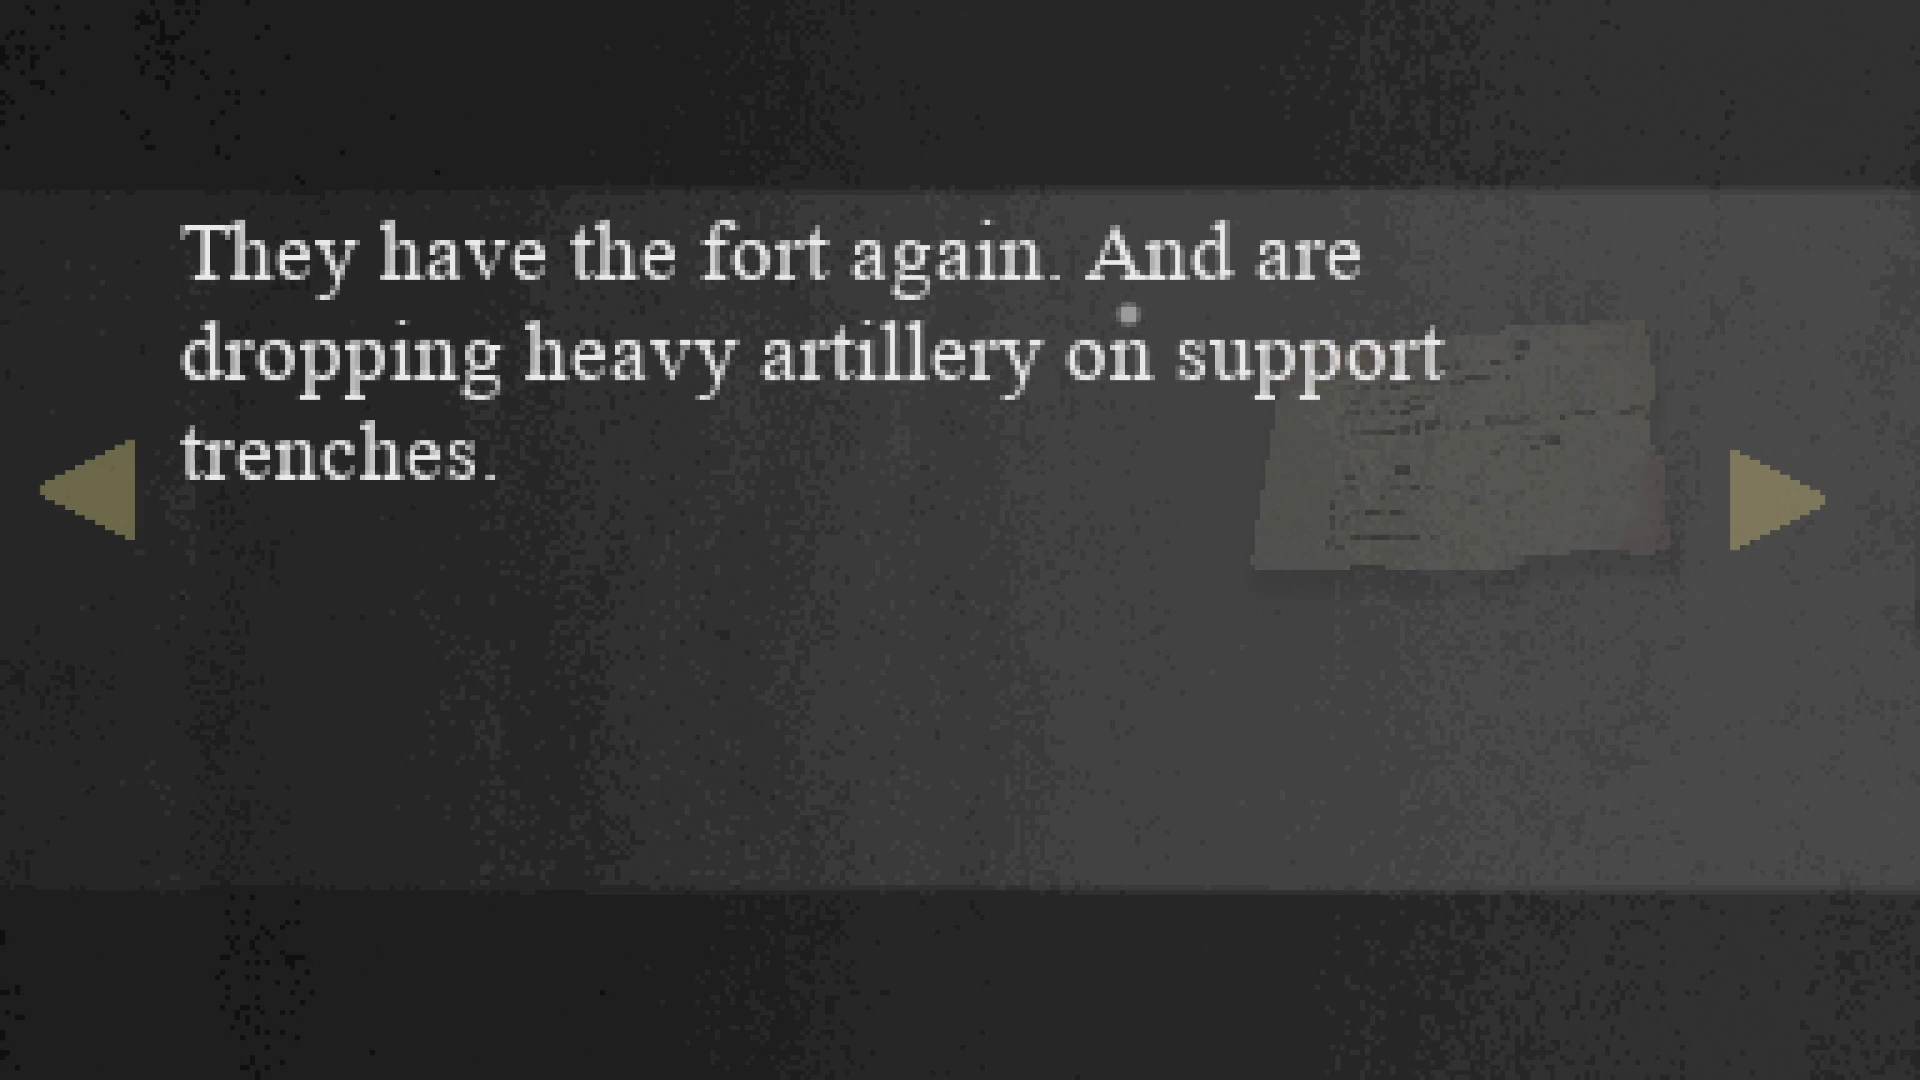 They have the fort again. And are
dropping heavy artillery on support
trenches.